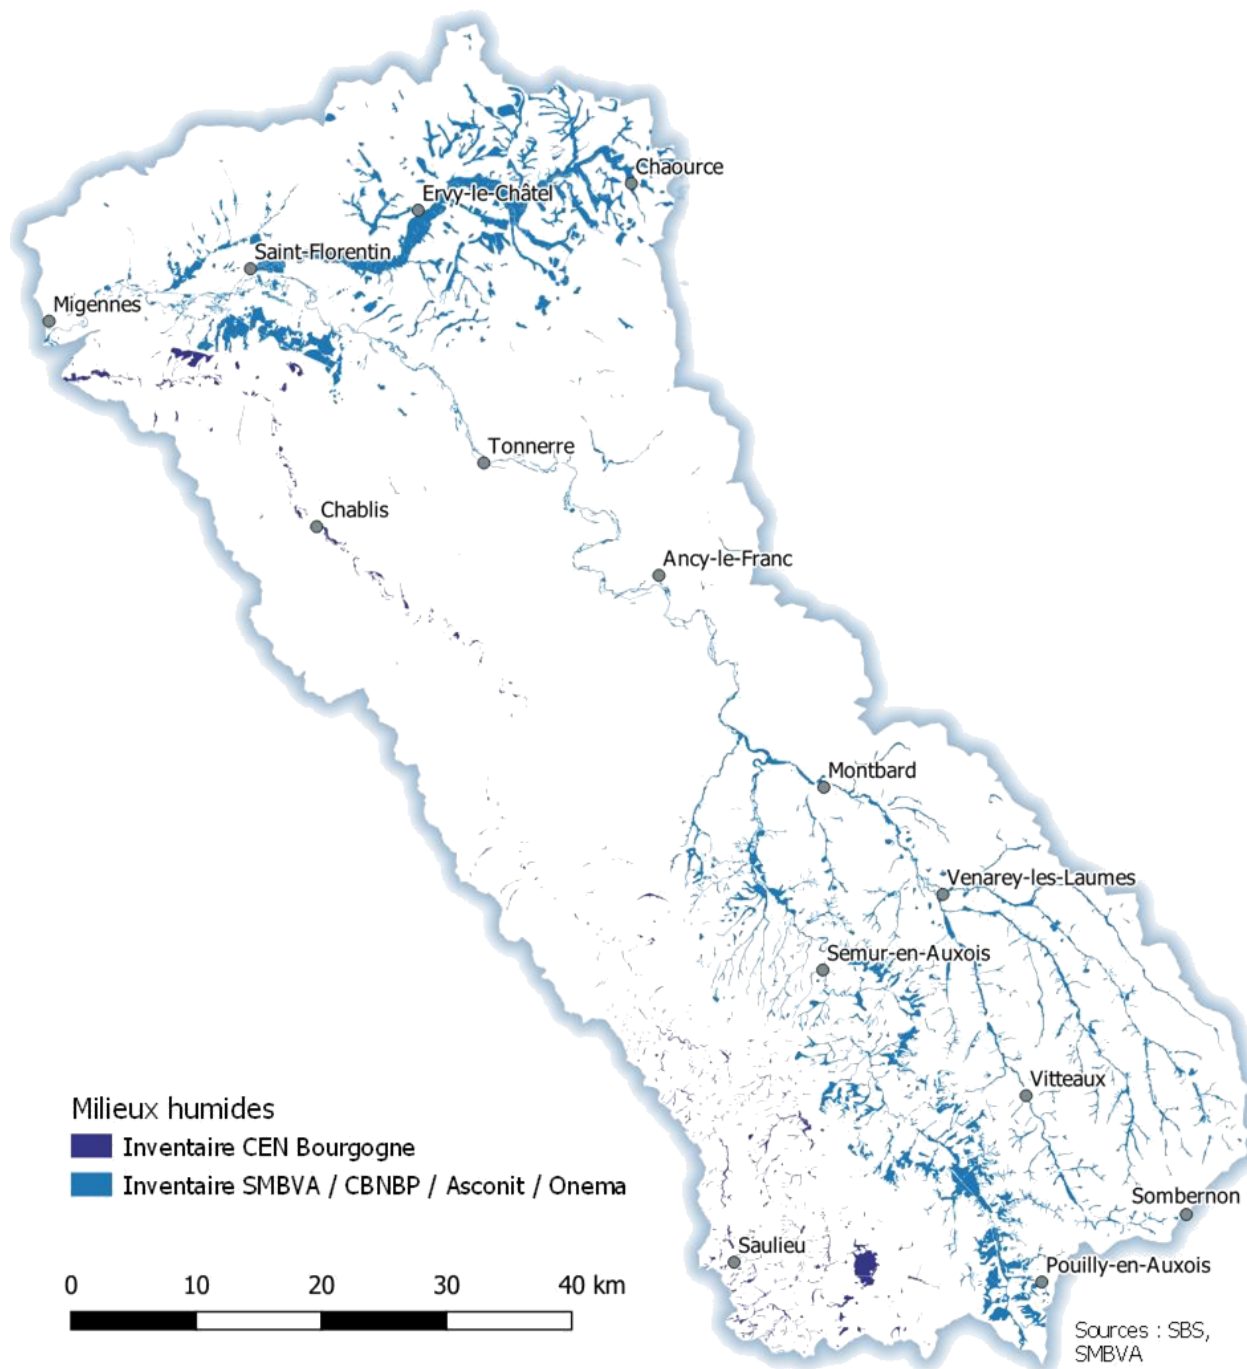 Chaource
Ervy-le-Châtel
Saint-Florentin
Migennes
Tonnerre
Chablis
Ancy-le-Franc
Montbard
Venarey-les-Laumes
Semur-en-Auxois
Vitteaux
Milieux humides
Inventaire CEN Bourgogne
Inventaire SMBVA / CBNBP / Asconit / Onema
Sombernon
Saulieu
Pouilly-en-Auxois
0 10 20 30 40 km
Sources : SBS,
SMBVA